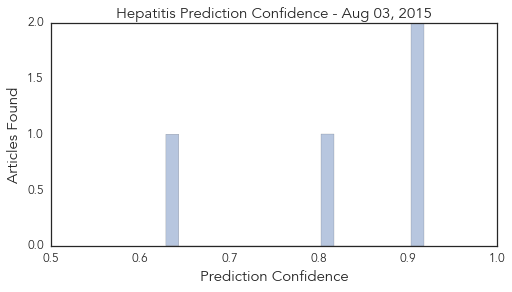 Hepatitis Prediction Confidence - Aug 03, 2015
Articles Found
2.0
1.5
1.0
0.5
0.0
0.5 0.6 0.7 0.8 0.9 1.0
Prediction Confidence